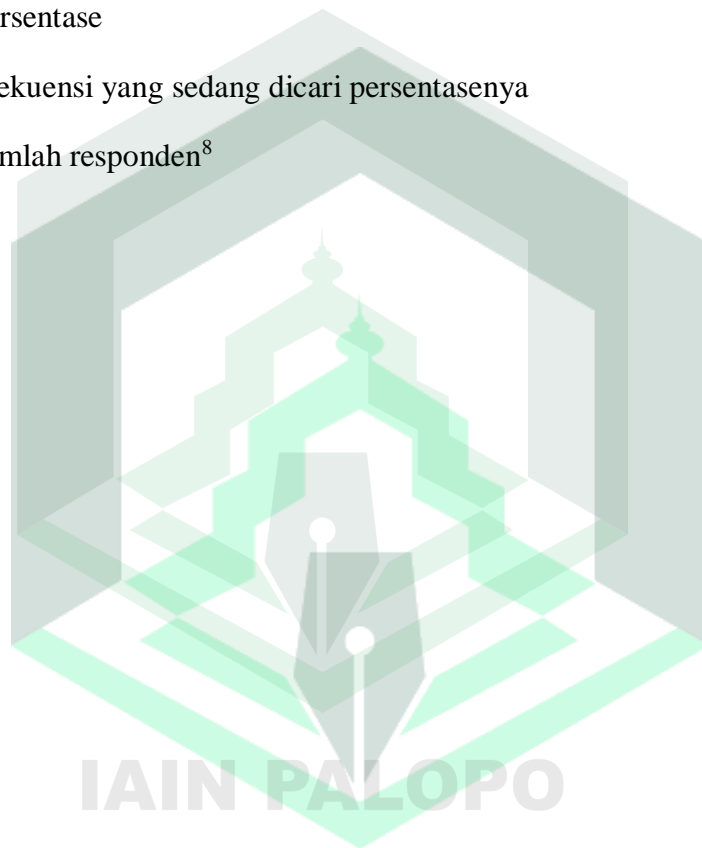 rsentase
ekuensi yang sedang dicari persentasenya
mlah responden⁸
IAIN PALOPO